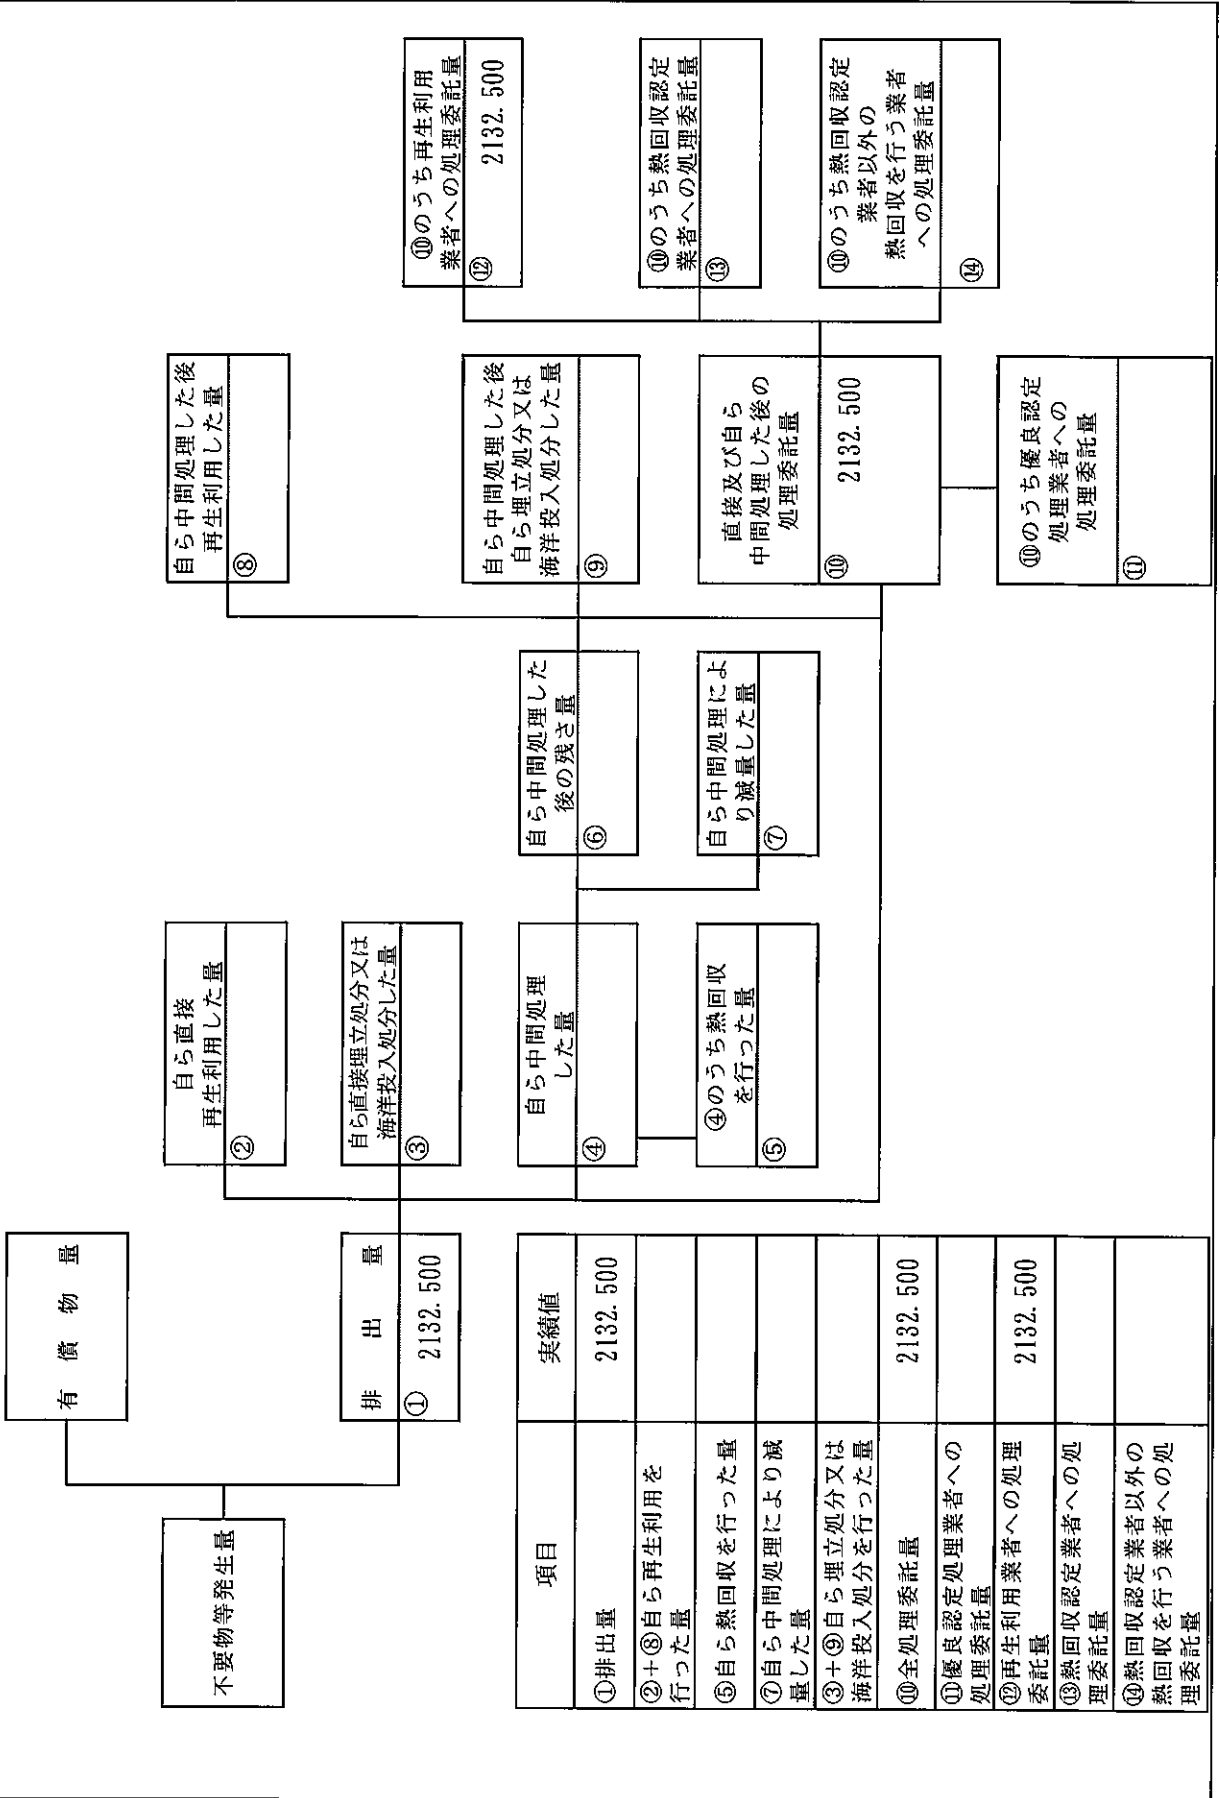 不要物等発生量
有償物量
排出量
① 2132.500
自ら直接
再生利用した量
②
自ら直接埋立処分又は
海洋投入処分した量
③
自ら中間処理
した量
④
④のうち熱回収
を行った量
⑤
自ら中間処理した
後の残さ量
⑥
自ら中間処理によ
り減量した量
⑦
自ら中間処理した後
再生利用した量
⑧
自ら中間処理した後
自ら埋立処分又は
海洋投入処分した量
⑨
直接及び自ら
中間処理した後の
処理委託量
⑩ 2132.500
⑩のうち優良認定
処理業者への
処理委託量
⑪
⑩のうち再生利用
業者への処理委託量
⑫ 2132.500
⑩のうち熱回収認定
業者への処理委託量
⑬
⑩のうち熱回収認定
業者以外の
熱回収を行う業者
への処理委託量
⑭
項目 実績値
①排出量 2132.500
②+⑧自ら再生利用を
行った量
⑤自ら熱回収を行った量
⑦自ら中間処理により減
量した量
③+⑨自ら埋立処分又は
海洋投入処分を行った量
⑩全処理委託量 2132.500
⑪優良認定処理業者への
処理委託量
⑫再生利用業者への処理
委託量 2132.500
⑬熱回収認定業者への処
理委託量
⑭熱回収認定業者以外の
熱回収を行う業者への処
理委託量